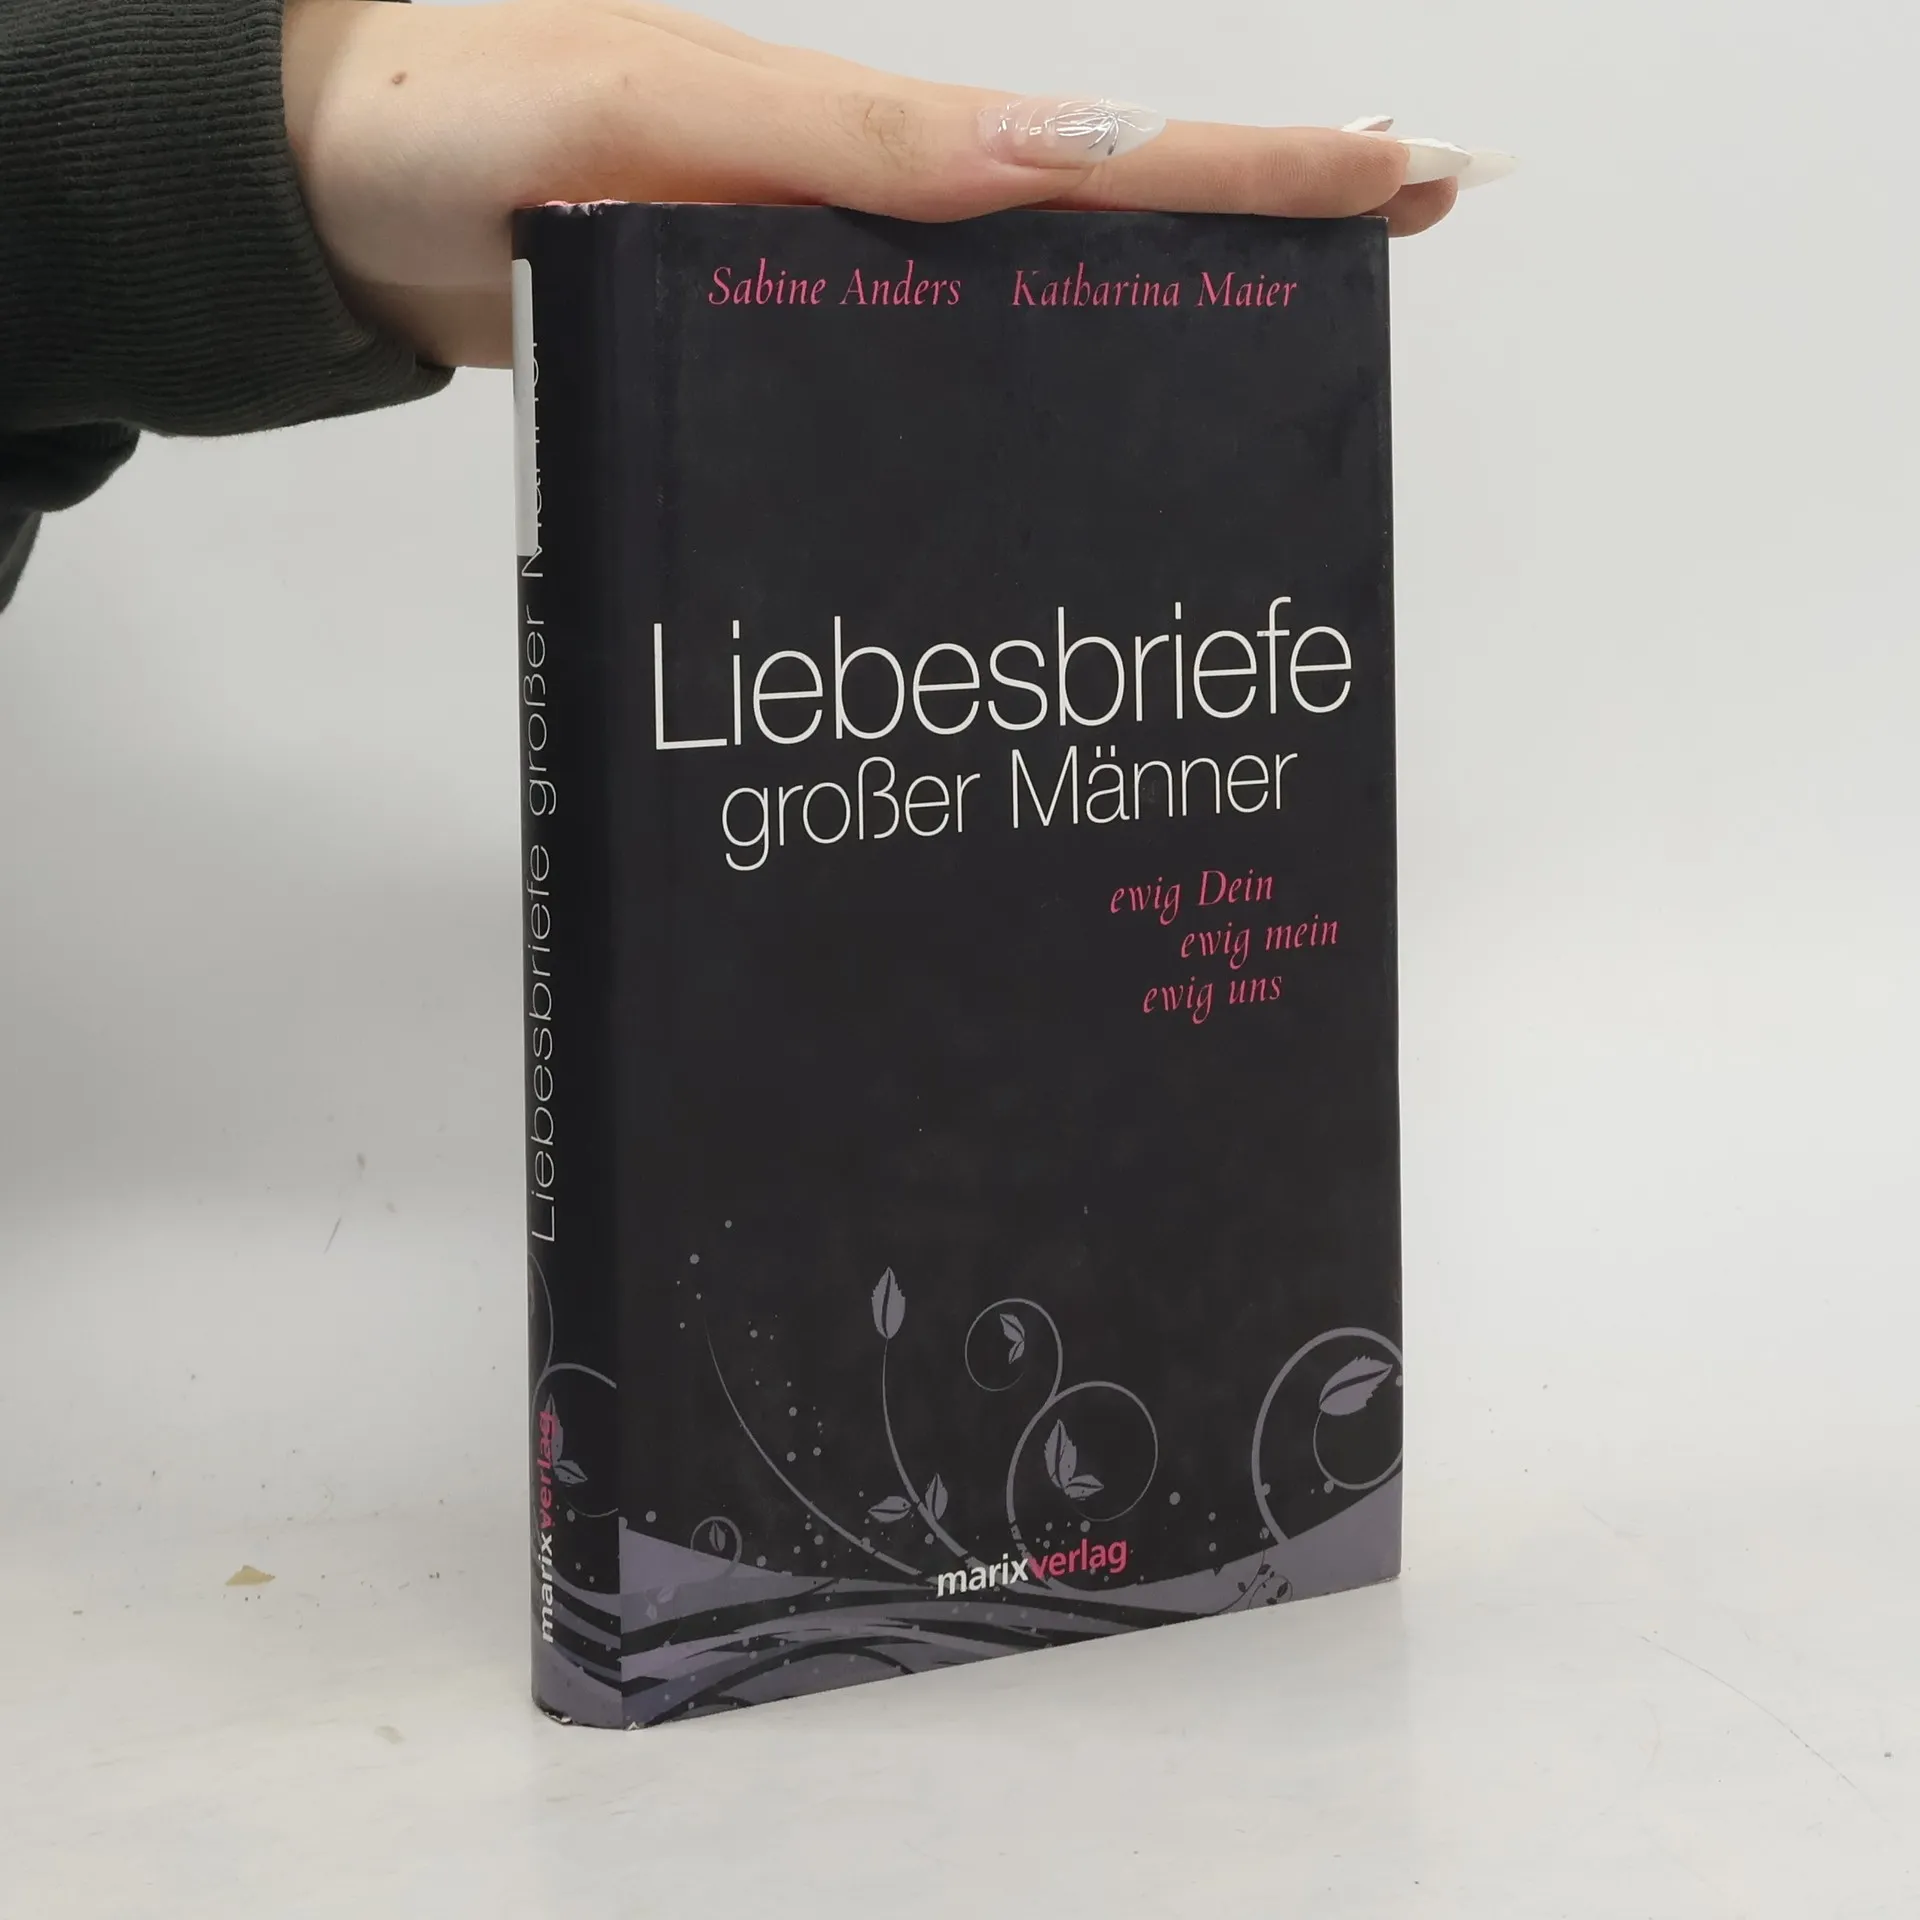 Sabine Anders Katharina Maier
Liebesbriefe
großer Männer
ewig Dein
ewig mein
ewig uns
marixverlag
Liebesbriefe großer Männer
marixverlag